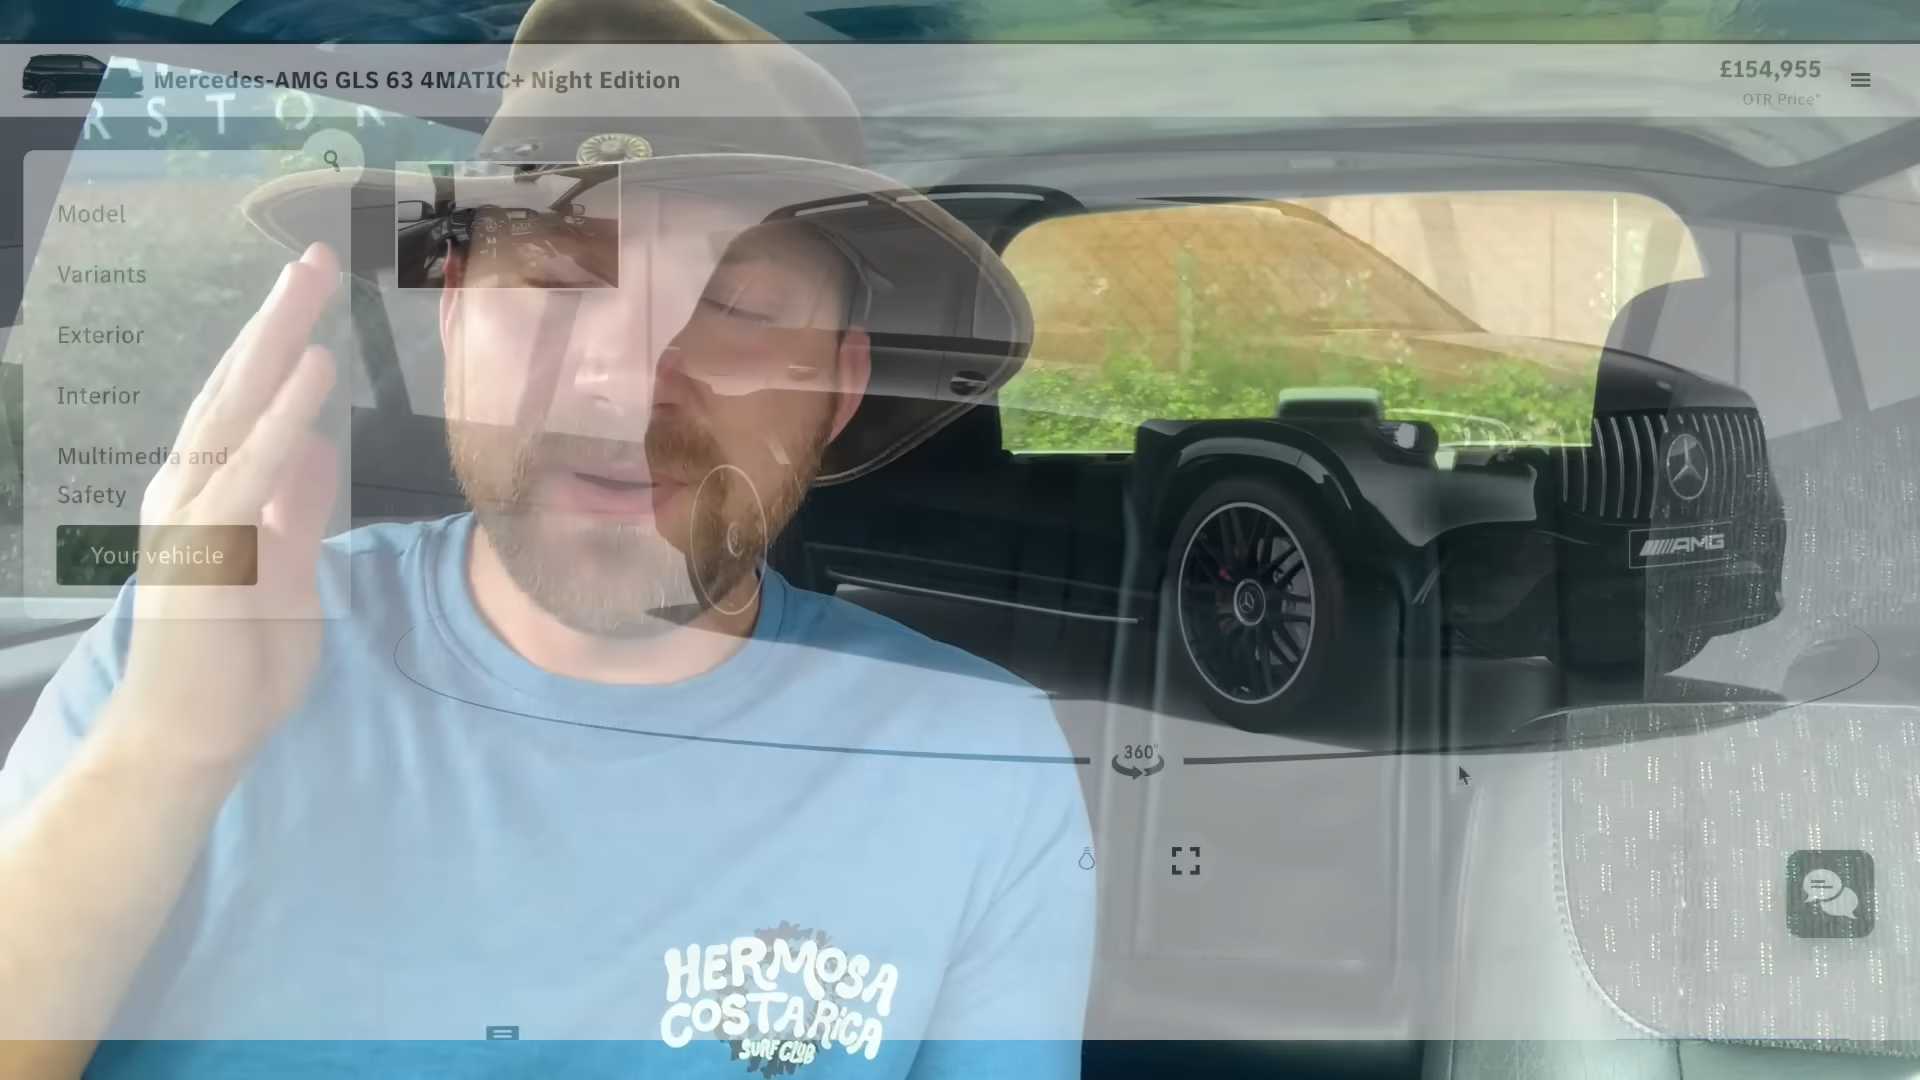 Mercedes-AMG GLS 63 4MATIC+ Night Edition
£154,955
OTR Price*
R S T O R
Model
Variants
Exterior
Interior
Multimedia and
Safety
Your vehicle
AMG
360°
HERMOSA
COSTA RICA
SURF CLUB